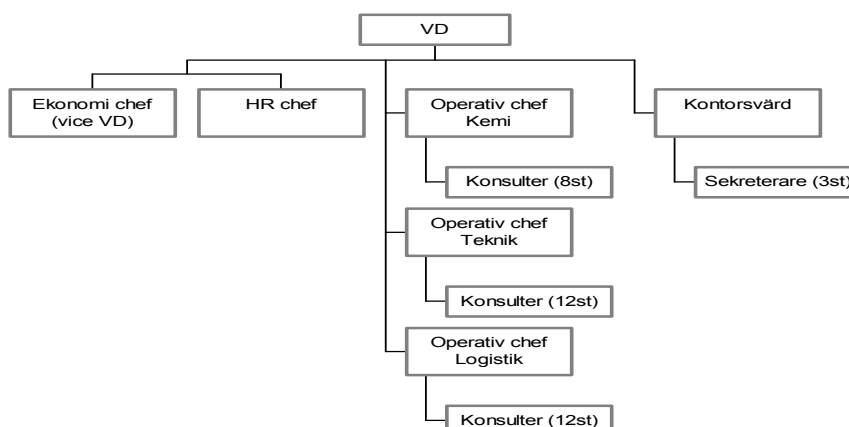 VD
Ekonomi chef
(vice VD)
HR chef
Operativ chef
Kemi
Konsulter (8st)
Operativ chef
Teknik
Konsulter (12st)
Operativ chef
Logistik
Konsulter (12st)
Kontorsvärd
Sekreterare (3st)